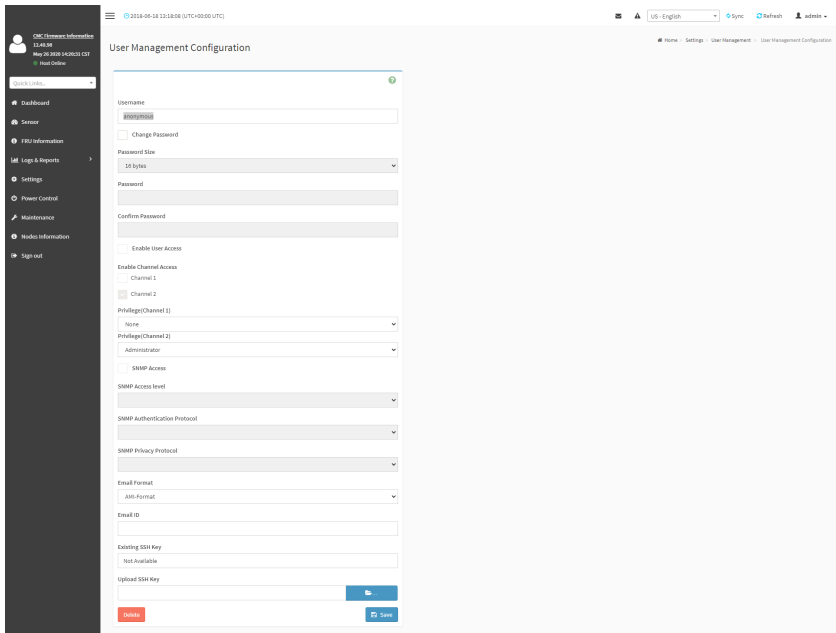 2018-06-18 13:18:08 (UTC+00:00 UTC)
US - English
Sync
Refresh
admin
CMC Firmware Information
12.48.98
May 26 2020 14:20:31 CST
Host Online
Quick Links...
Dashboard
Sensor
FRU Information
Logs & Reports
Settings
Power Control
Maintenance
Nodes Information
Sign out
User Management Configuration
Home > Settings > User Management > User Management Configuration
Username
anonymous
Change Password
Password Size
16 bytes
Password
Confirm Password
Enable User Access
Enable Channel Access
Channel 1
Channel 2
Privilege(Channel 1)
None
Privilege(Channel 2)
Administrator
SNMP Access
SNMP Access level
SNMP Authentication Protocol
SNMP Privacy Protocol
Email Format
AMI-Format
Email ID
Existing SSH Key
Not Available
Upload SSH Key
Delete
Save